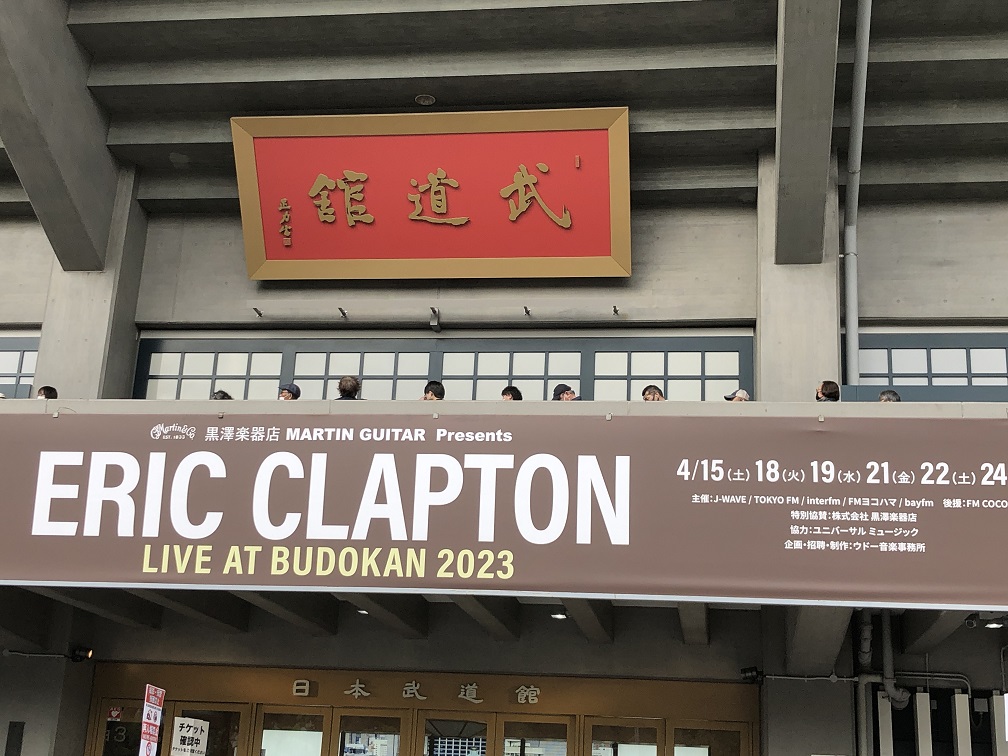 館道武
Martin & Co
EST. 1833
黒澤楽器店 MARTIN GUITAR Presents
ERIC CLAPTON
LIVE AT BUDOKAN 2023
4/15(土)18(火)19(水)21(金)22(土)24
主催:J-WAVE / TOKYO FM / interfm / FMヨコハマ / bayfm 後援:FM COCO
特別協賛:株式会社 黒澤楽器店
協力:ユニバーサル ミュージック
企画・招聘・制作:ウドー音楽事務所
日本武道館
3
チケット
確認中